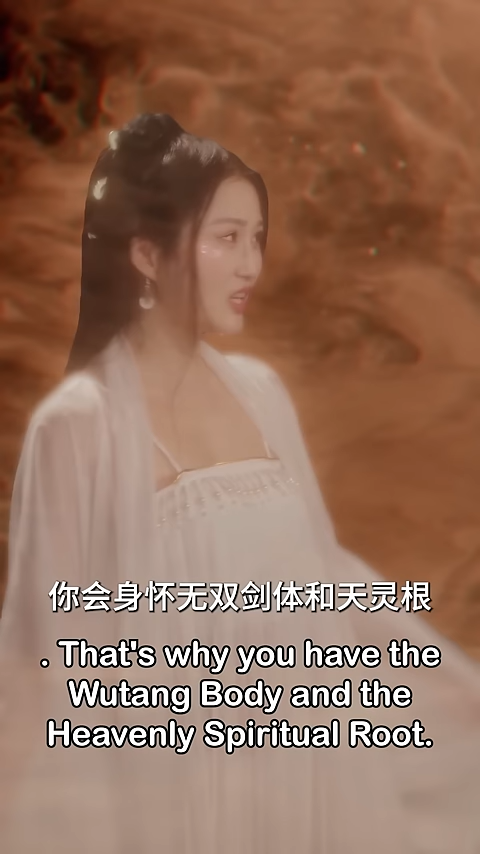 你会身怀无双剑体和天灵根
. That's why you have the
Wutang Body and the
Heavenly Spiritual Root.